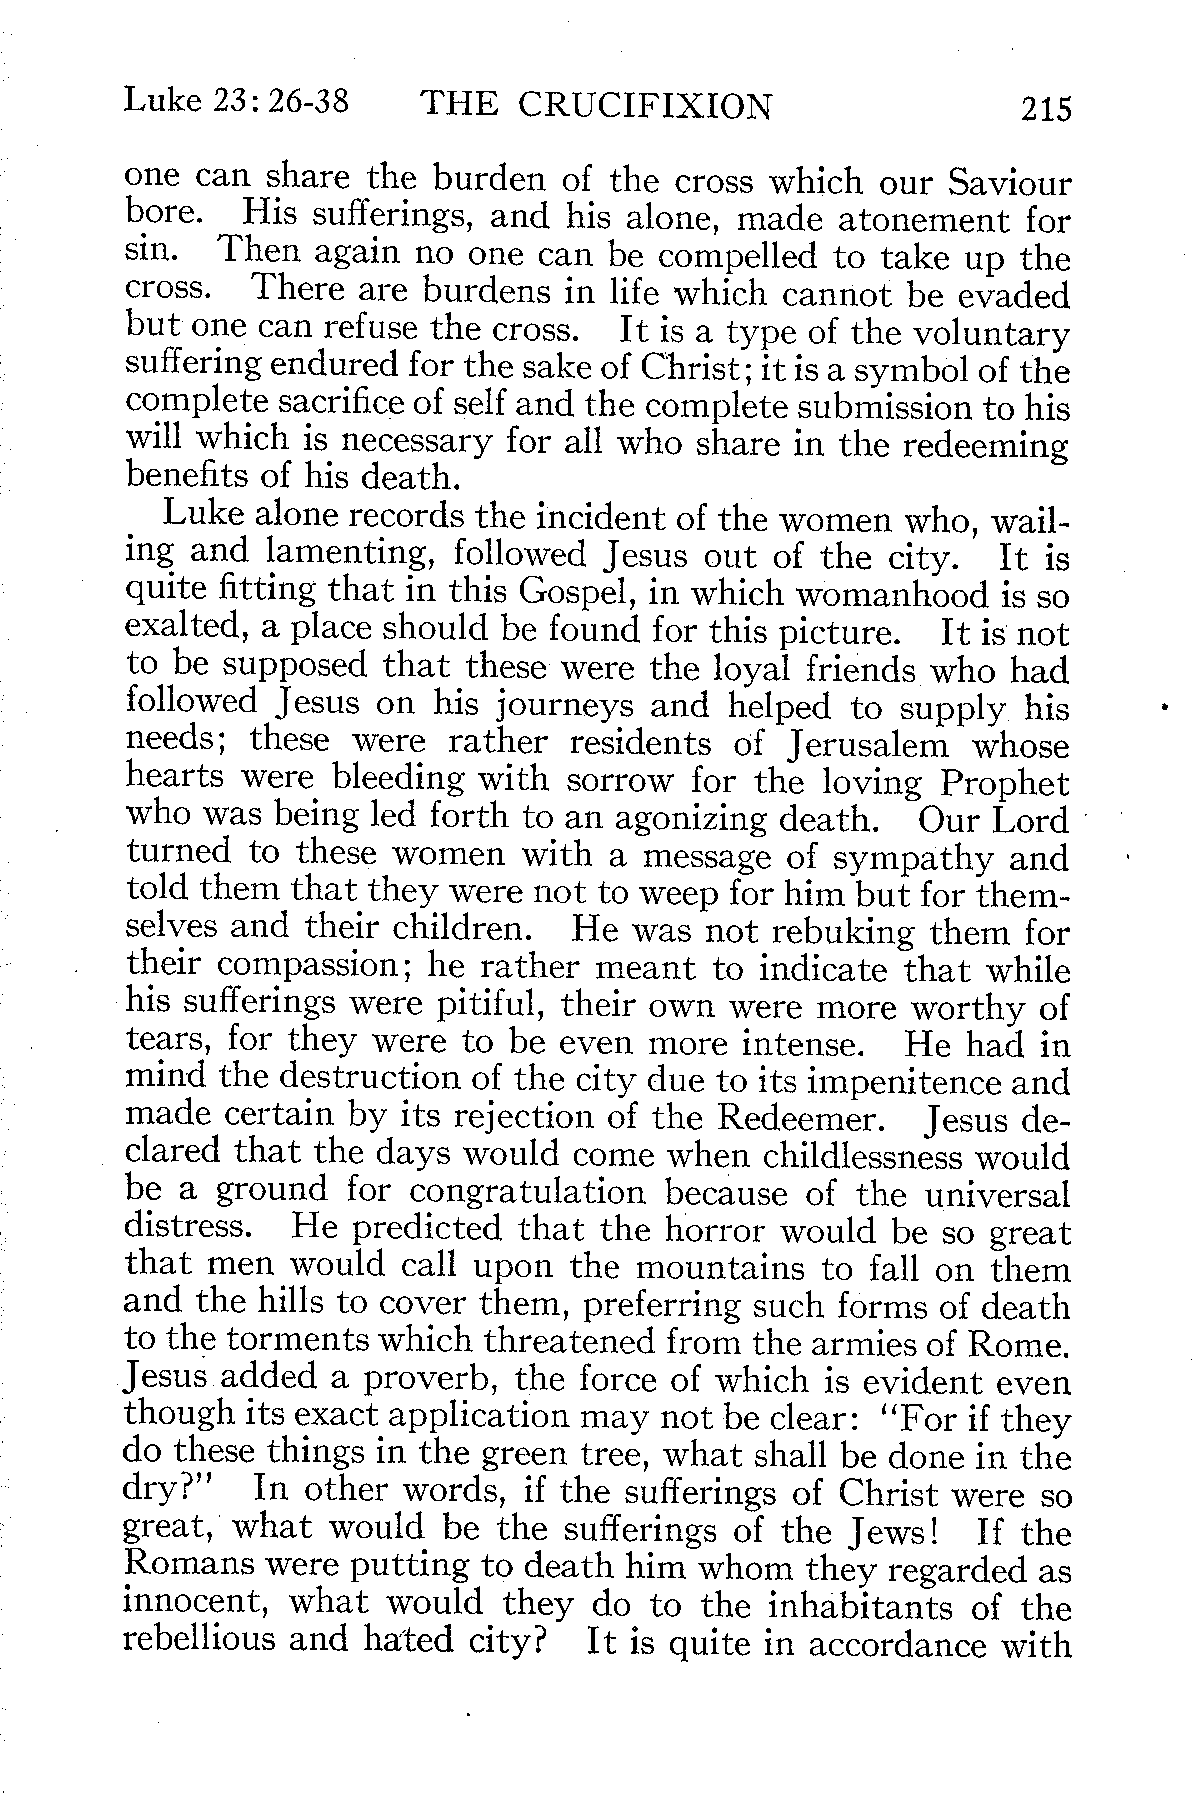 Luke 23: 26-38 THE CRUCIFIXION 215
one can share the burden of the cross which our Saviour
bore. His sufferings, and his alone, made atonement for
sin. Then again no one can be compelled to take up the
cross. There are burdens in life which cannot be evaded
but one can refuse the cross. It is a type of the voluntary
suffering endured for the sake of Christ; it is a symbol of the
complete sacrifice of self and the complete submission to his
will which is necessary for all who share in the redeeming
benefits of his death.
Luke alone records the incident of the women who, wail-
ing and lamenting, followed Jesus out of the city. It is
quite fitting that in this Gospel, in which womanhood is so
exalted, a place should be found for this picture. It is not
to be supposed that these were the loyal friends who had
followed Jesus on his journeys and helped to supply his
needs; these were rather residents of Jerusalem whose
hearts were bleeding with sorrow for the loving Prophet
who was being led forth to an agonizing death. Our Lord
turned to these women with a message of sympathy and
told them that they were not to weep for him but for them-
selves and their children. He was not rebuking them for
their compassion; he rather meant to indicate that while
his sufferings were pitiful, their own were more worthy of
tears, for they were to be even more intense. He had in
mind the destruction of the city due to its impenitence and
made certain by its rejection of the Redeemer. Jesus de-
clared that the days would come when childlessness would
be a ground for congratulation because of the universal
distress. He predicted that the horror would be so great
that men would call upon the mountains to fall on them
and the hills to cover them, preferring such forms of death
to the torments which threatened from the armies of Rome.
Jesus added a proverb, the force of which is evident even
though its exact application may not be clear: "For if they
do these things in the green tree, what shall be done in the
dry?" In other words, if the sufferings of Christ were so
great, what would be the sufferings of the Jews! If the
Romans were putting to death him whom they regarded as
innocent, what would they do to the inhabitants of the
rebellious and hated city? It is quite in accordance with